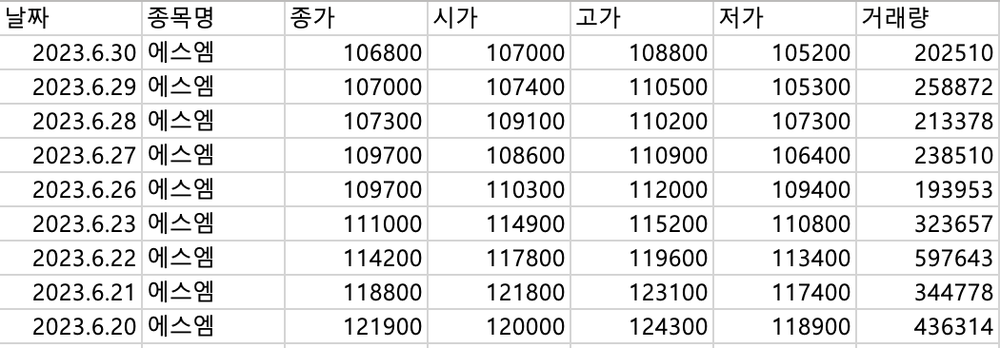 날짜 종목명 종가 시가 고가 저가 거래량
2023.6.30 에스엠 106800 107000 108800 105200 202510
2023.6.29 에스엠 107000 107400 110500 105300 258872
2023.6.28 에스엠 107300 109100 110200 107300 213378
2023.6.27 에스엠 109700 108600 110900 106400 238510
2023.6.26 에스엠 109700 110300 112000 109400 193953
2023.6.23 에스엠 111000 114900 115200 110800 323657
2023.6.22 에스엠 114200 117800 119600 113400 597643
2023.6.21 에스엠 118800 121800 123100 117400 344778
2023.6.20 에스엠 121900 120000 124300 118900 436314